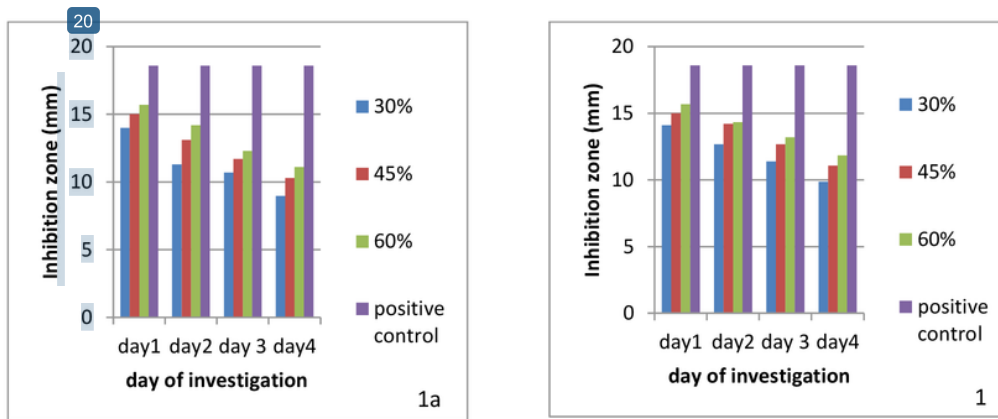 20
20
15
10
5
0
Inhibition zone (mm)
day1 day2 day 3 day4
day of investigation
30%
45%
60%
positive
control
1a
20
15
10
5
0
Inhibition zone (mm)
day1 day2 day 3 day4
day of investigation
30%
45%
60%
positive
control
1